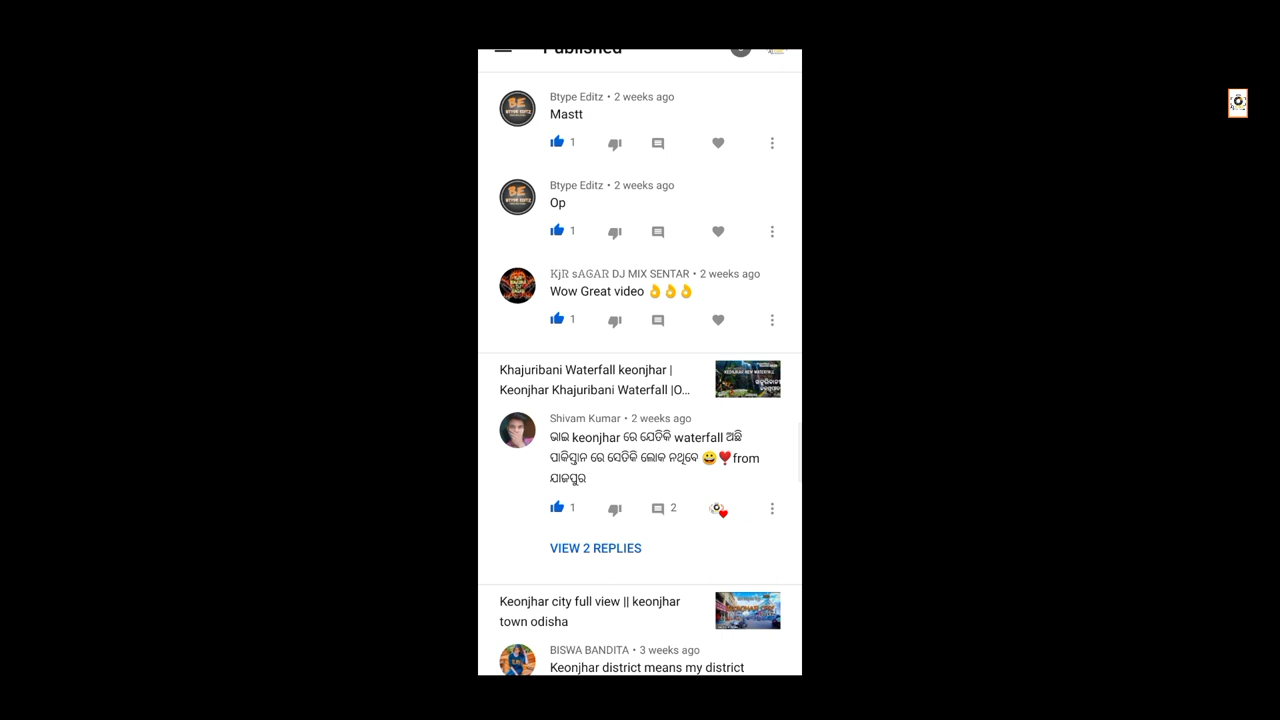 Published
Btype Editz • 2 weeks ago
Mastt
1
Btype Editz • 2 weeks ago
Op
1
KjR sAGAR DJ MIX SENTAR • 2 weeks ago
Wow Great video 👌👌👌
1
Khajuribani Waterfall keonjhar |
Keonjhar Khajuribani Waterfall |O...
Shivam Kumar • 2 weeks ago
ଭାଇ keonjhar ରେ ଯେତିକି waterfall ଅଛି
ପାକିସ୍ତାନ ରେ ସେତିକି ଲୋକ ନଥିବେ 😀❣️from
ଯାଜପୁର
1 2
VIEW 2 REPLIES
Keonjhar city full view || keonjhar
town odisha
BISWA BANDITA • 3 weeks ago
Keonjhar district means my district